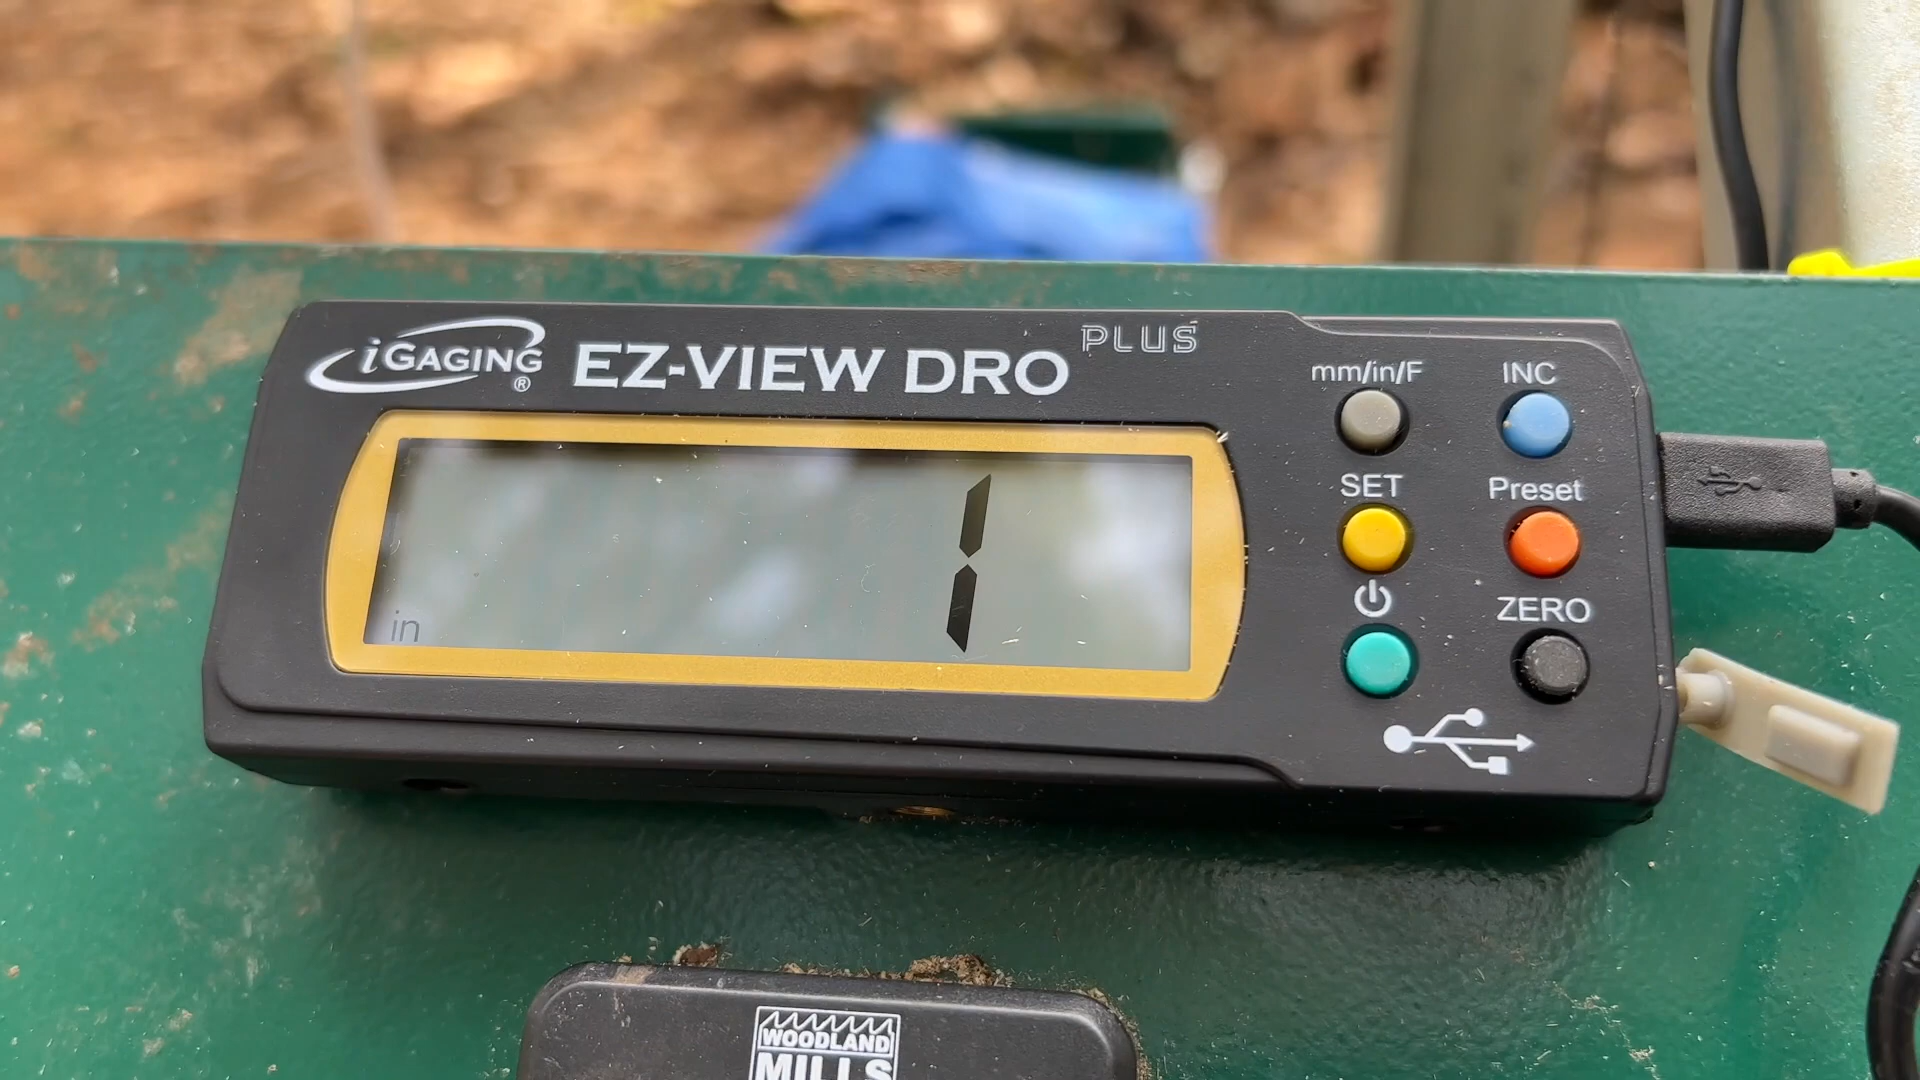 iGAGING®
EZ-VIEW DRO PLUS
mm/in/F
INC
SET
Preset
ZERO
1
in
WOODLAND
MILLS